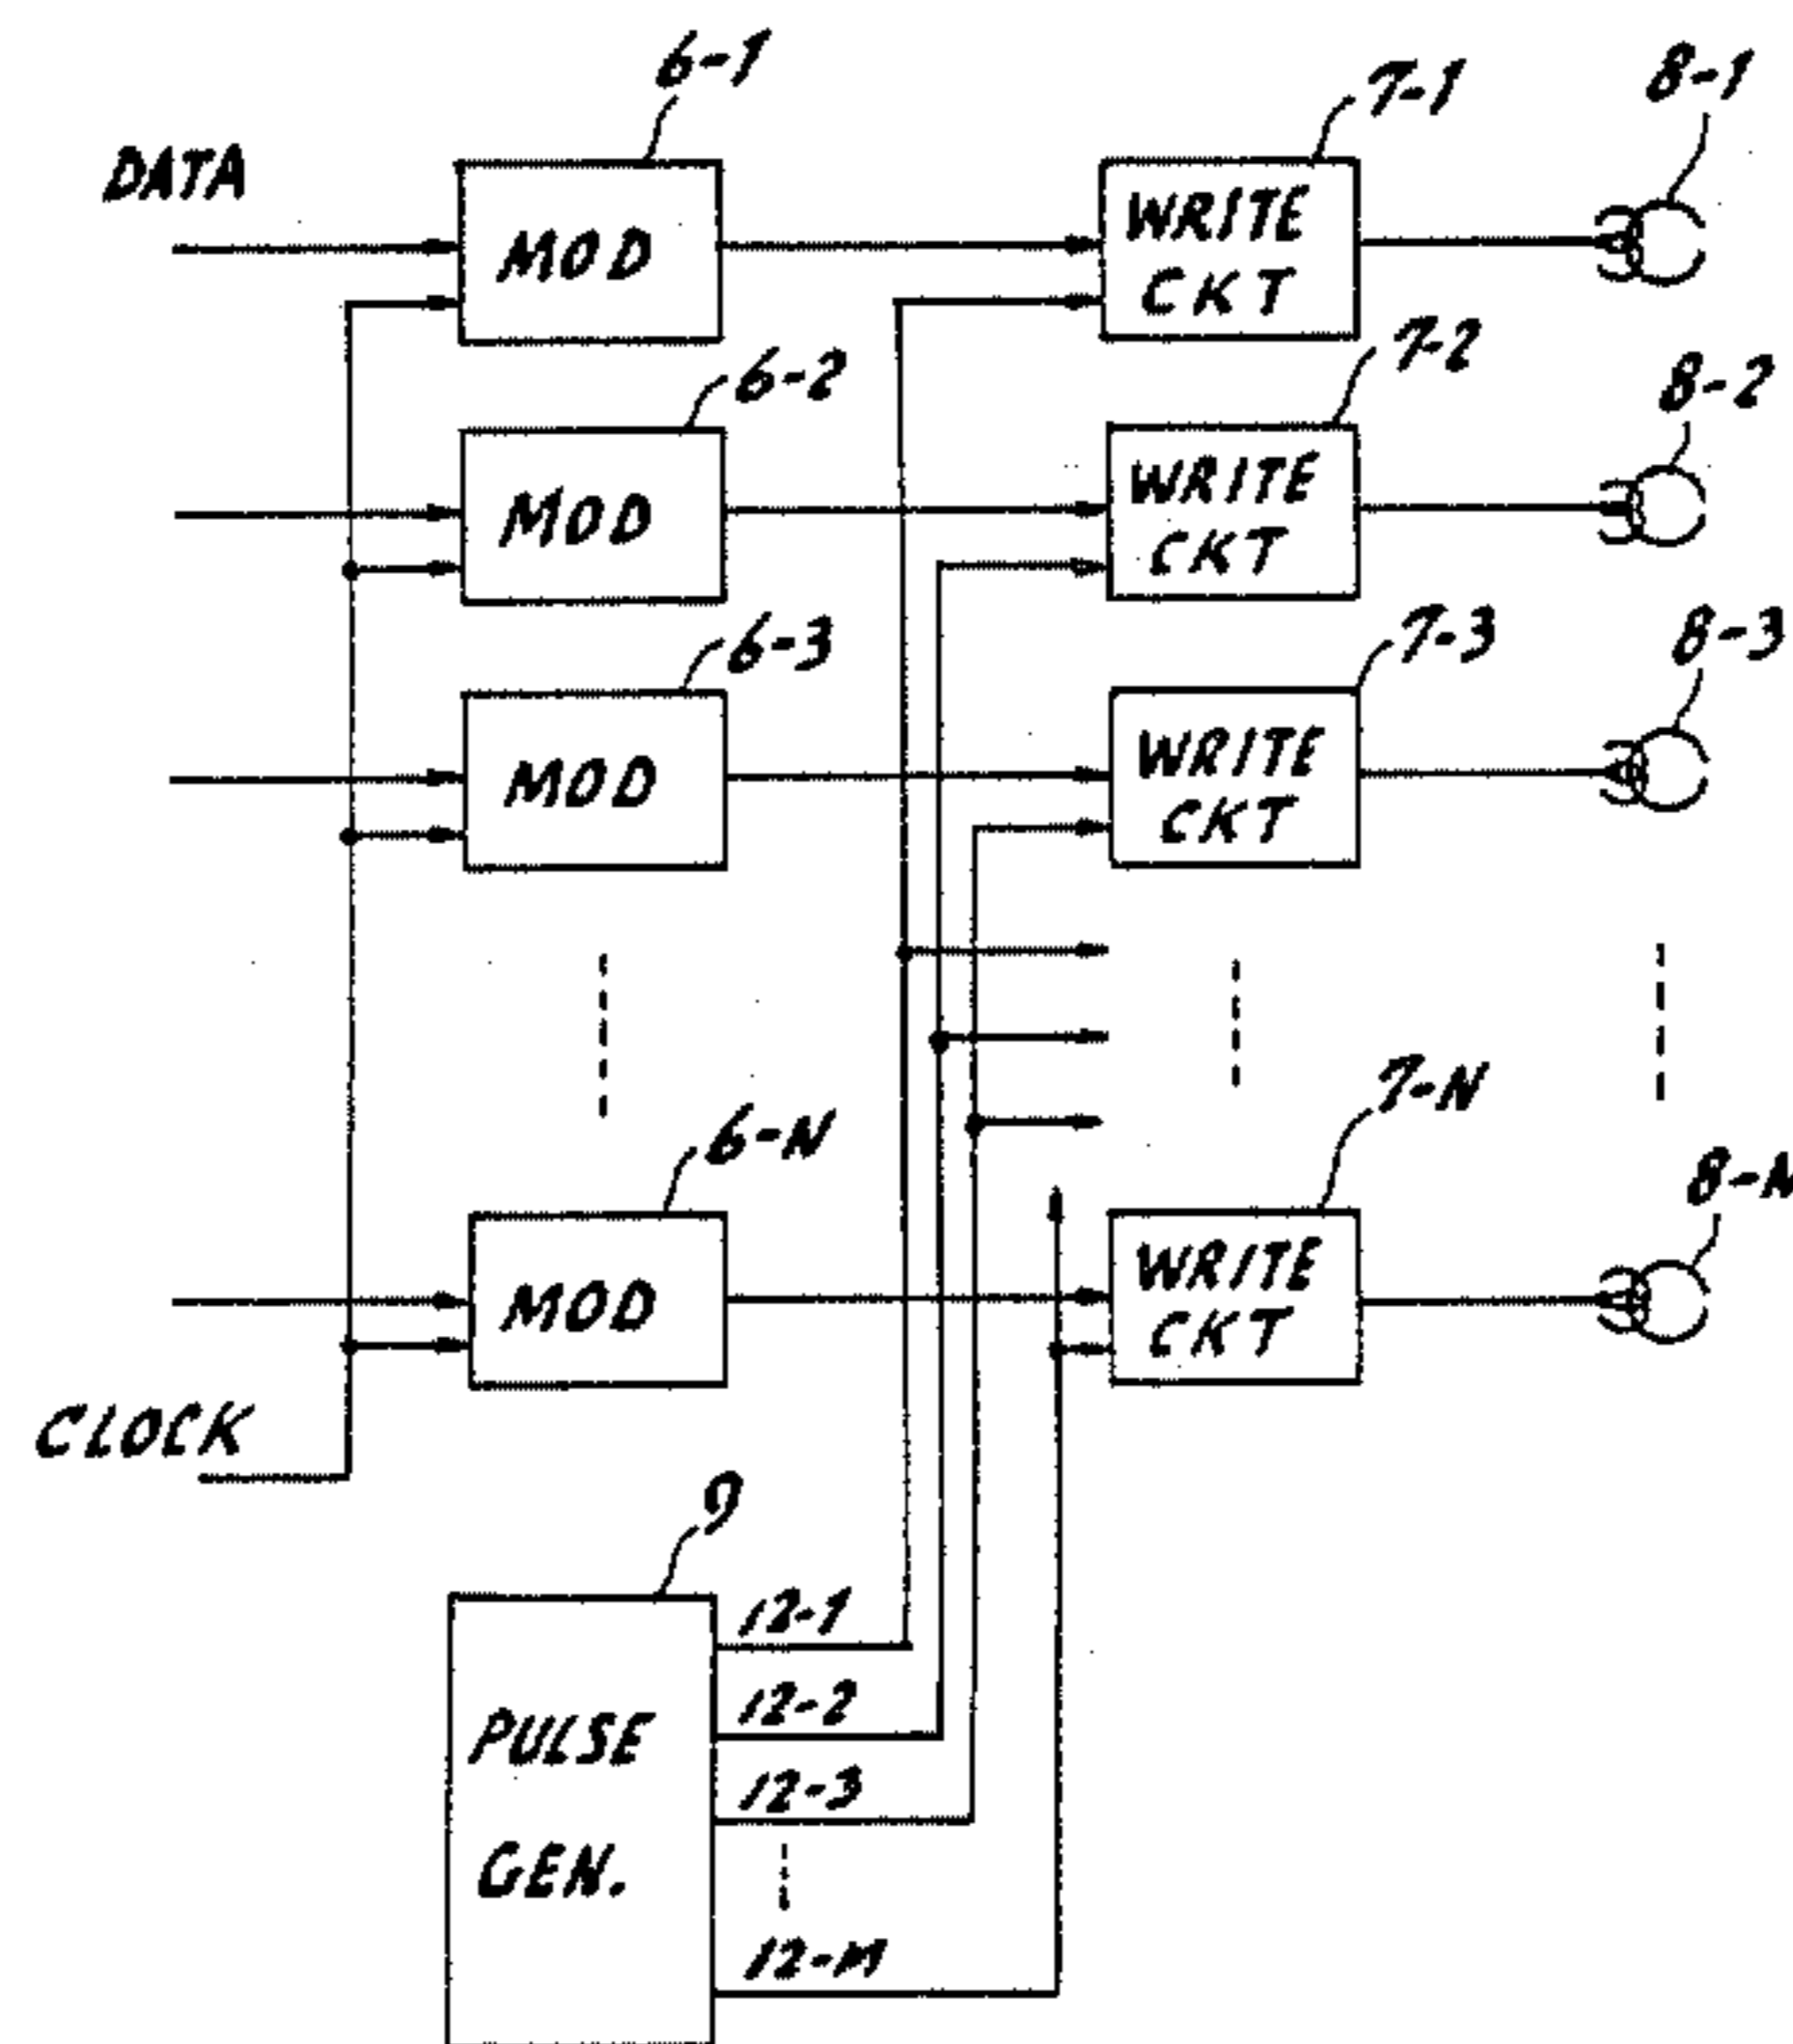 6-1
7-1
8-1
DATA
MOD
WRITE
CKT
6-2
7-2
8-2
MOD
WRITE
CKT
6-3
7-3
8-3
MOD
WRITE
CKT
6-N
7-N
8-N
MOD
WRITE
CKT
CLOCK
9
12-1
12-2
PULSE
12-3
GEN.
12-M